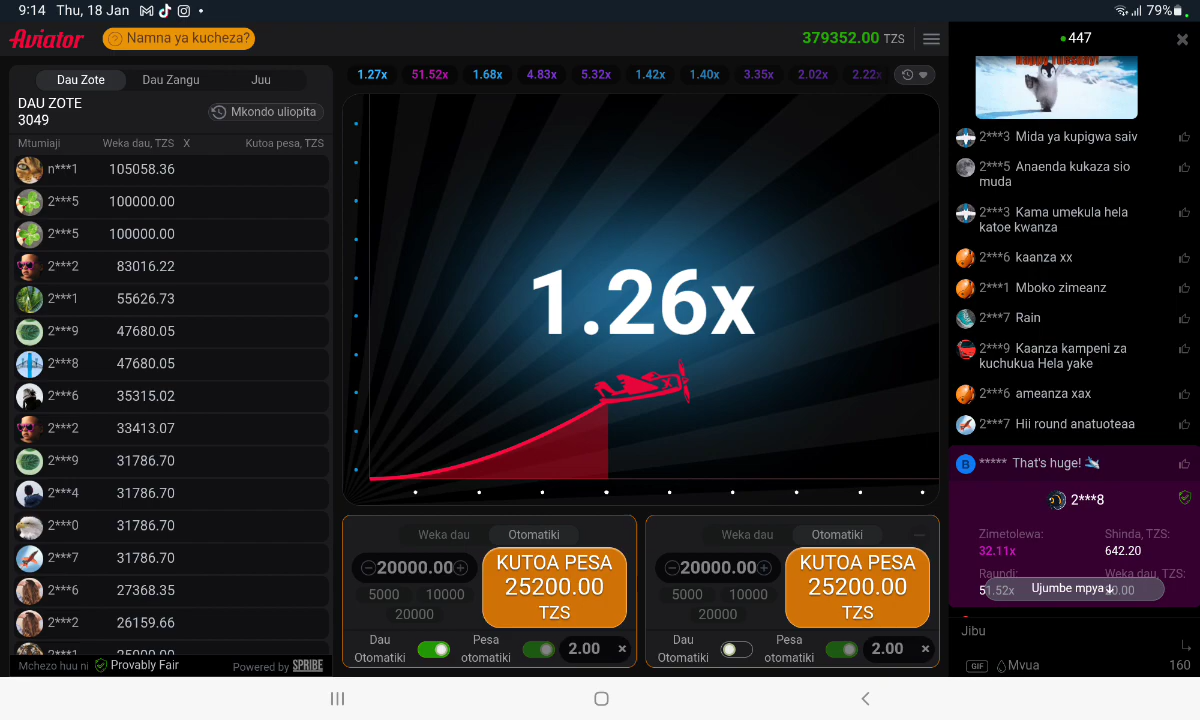 9:14 Thu, 18 Jan
79%
Aviator
Namna ya kucheza?
379352.00 TZS
447
Dau Zote
Dau Zangu
Juu
DAU ZOTE
3049
Mkondo uliopita
Mtumiaji Weka dau, TZS X Kutoa pesa, TZS
n***1 105058.36
2***5 100000.00
2***5 100000.00
2***2 83016.22
2***1 55626.73
2***9 47680.05
2***8 47680.05
2***6 35315.02
2***2 33413.07
2***9 31786.70
2***4 31786.70
2***0 31786.70
2***7 31786.70
2***6 27368.35
2***2 26159.66
Mchezo huu ni Provably Fair
Powered by SPRIBE
1.27x 51.52x 1.68x 4.83x 5.32x 1.42x 1.40x 3.35x 2.02x 2.22x
1.26x
Weka dau
Otomatiki
20000.00
5000
10000
20000
KUTOA PESA
25200.00
TZS
Dau
Otomatiki
Pesa
otomatiki
2.00
Weka dau
Otomatiki
20000.00
5000
10000
20000
KUTOA PESA
25200.00
TZS
Dau
Otomatiki
Pesa
otomatiki
2.00
Happy Tuesday!
2***3 Mida ya kupigwa saiv
2***5 Anaenda kukaza sio
muda
2***3 Kama umekula hela
katoe kwanza
2***6 kaanza xx
2***1 Mboko zimeanz
2***7 Rain
2***9 Kaanza kampeni za
kuchukua Hela yake
2***6 ameanza xax
2***7 Hii round anatuoteaa
B ***** That's huge!
2***8
Zimetolewa: Shinda, TZS:
32.11x 642.20
Raundi: Weka dau, TZS:
51.52x
Ujumbe mpya
Jibu
GIF Mvua 160